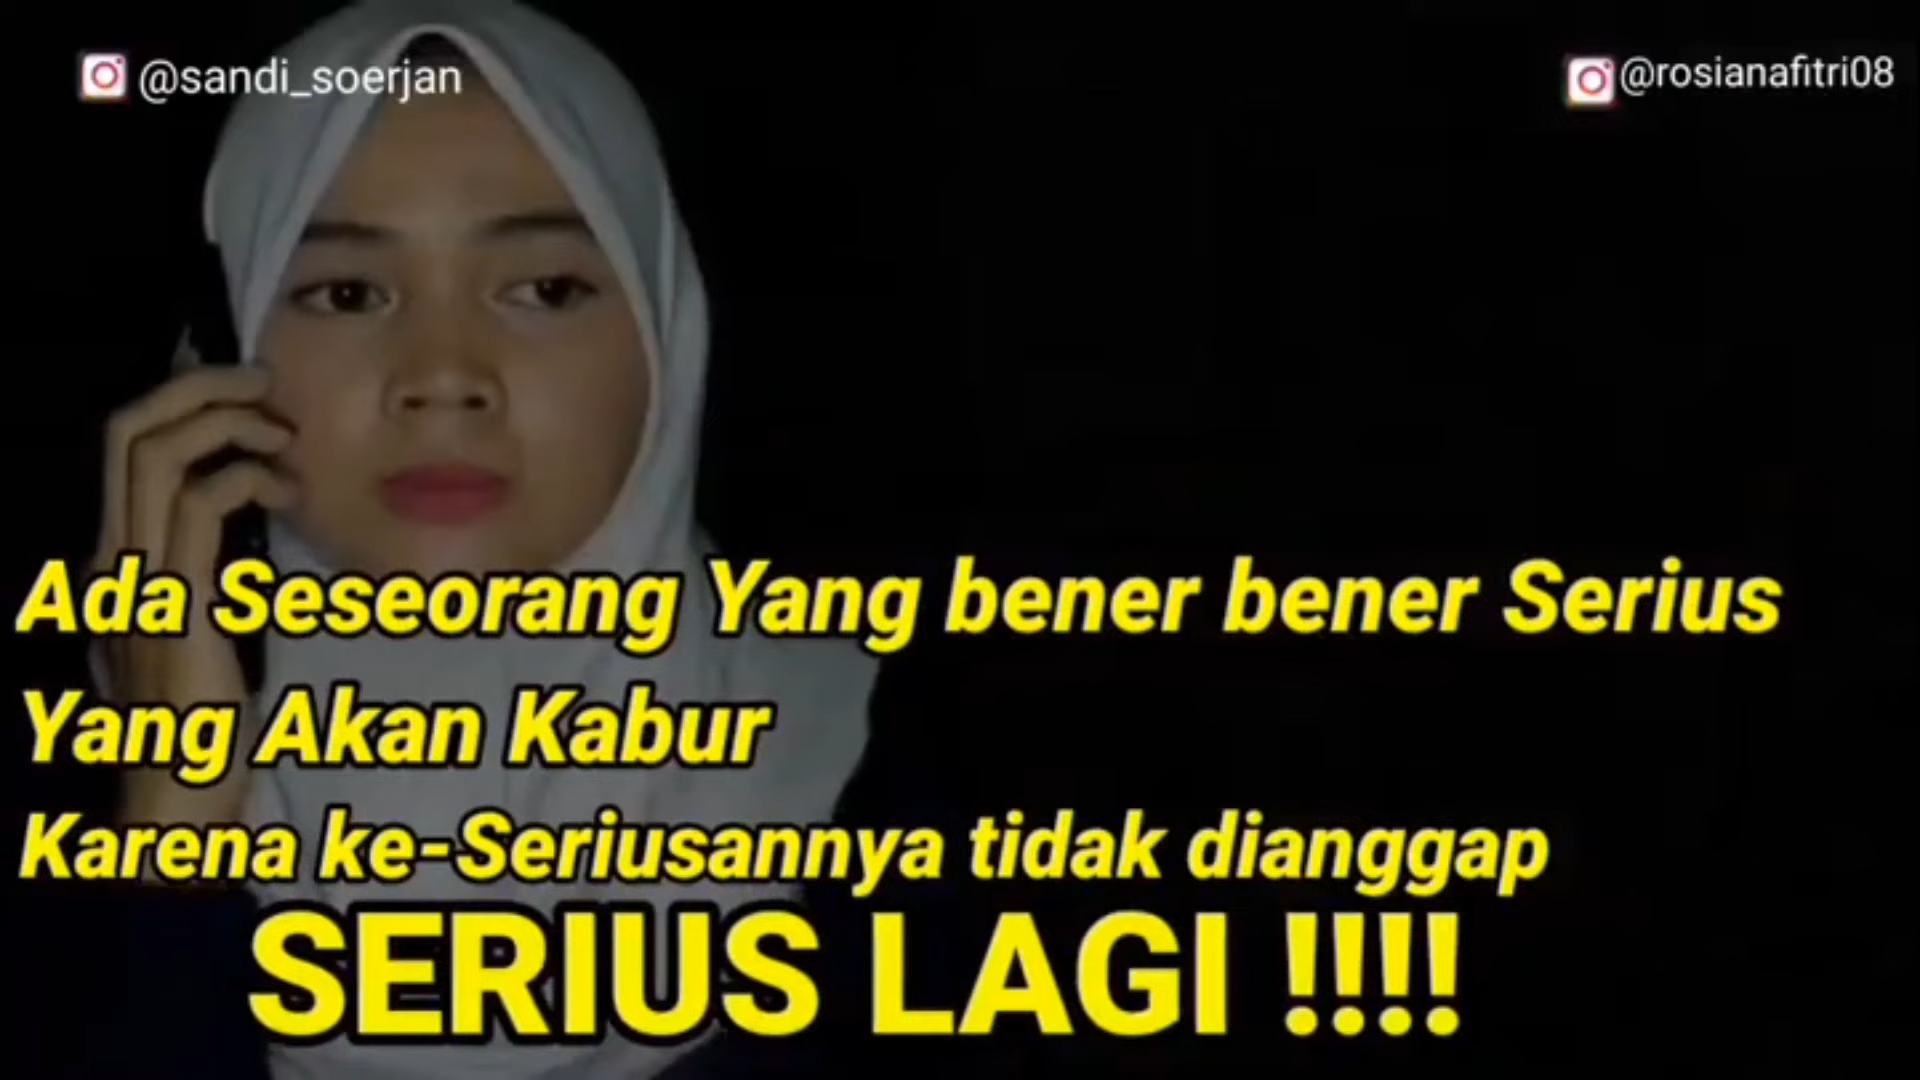 @sandi_soerjan
@rosianafitri08
Ada Seseorang Yang bener bener Serius
Yang Akan Kabur
Karena ke-Seriusannya tidak dianggap
SERIUS LAGI !!!!